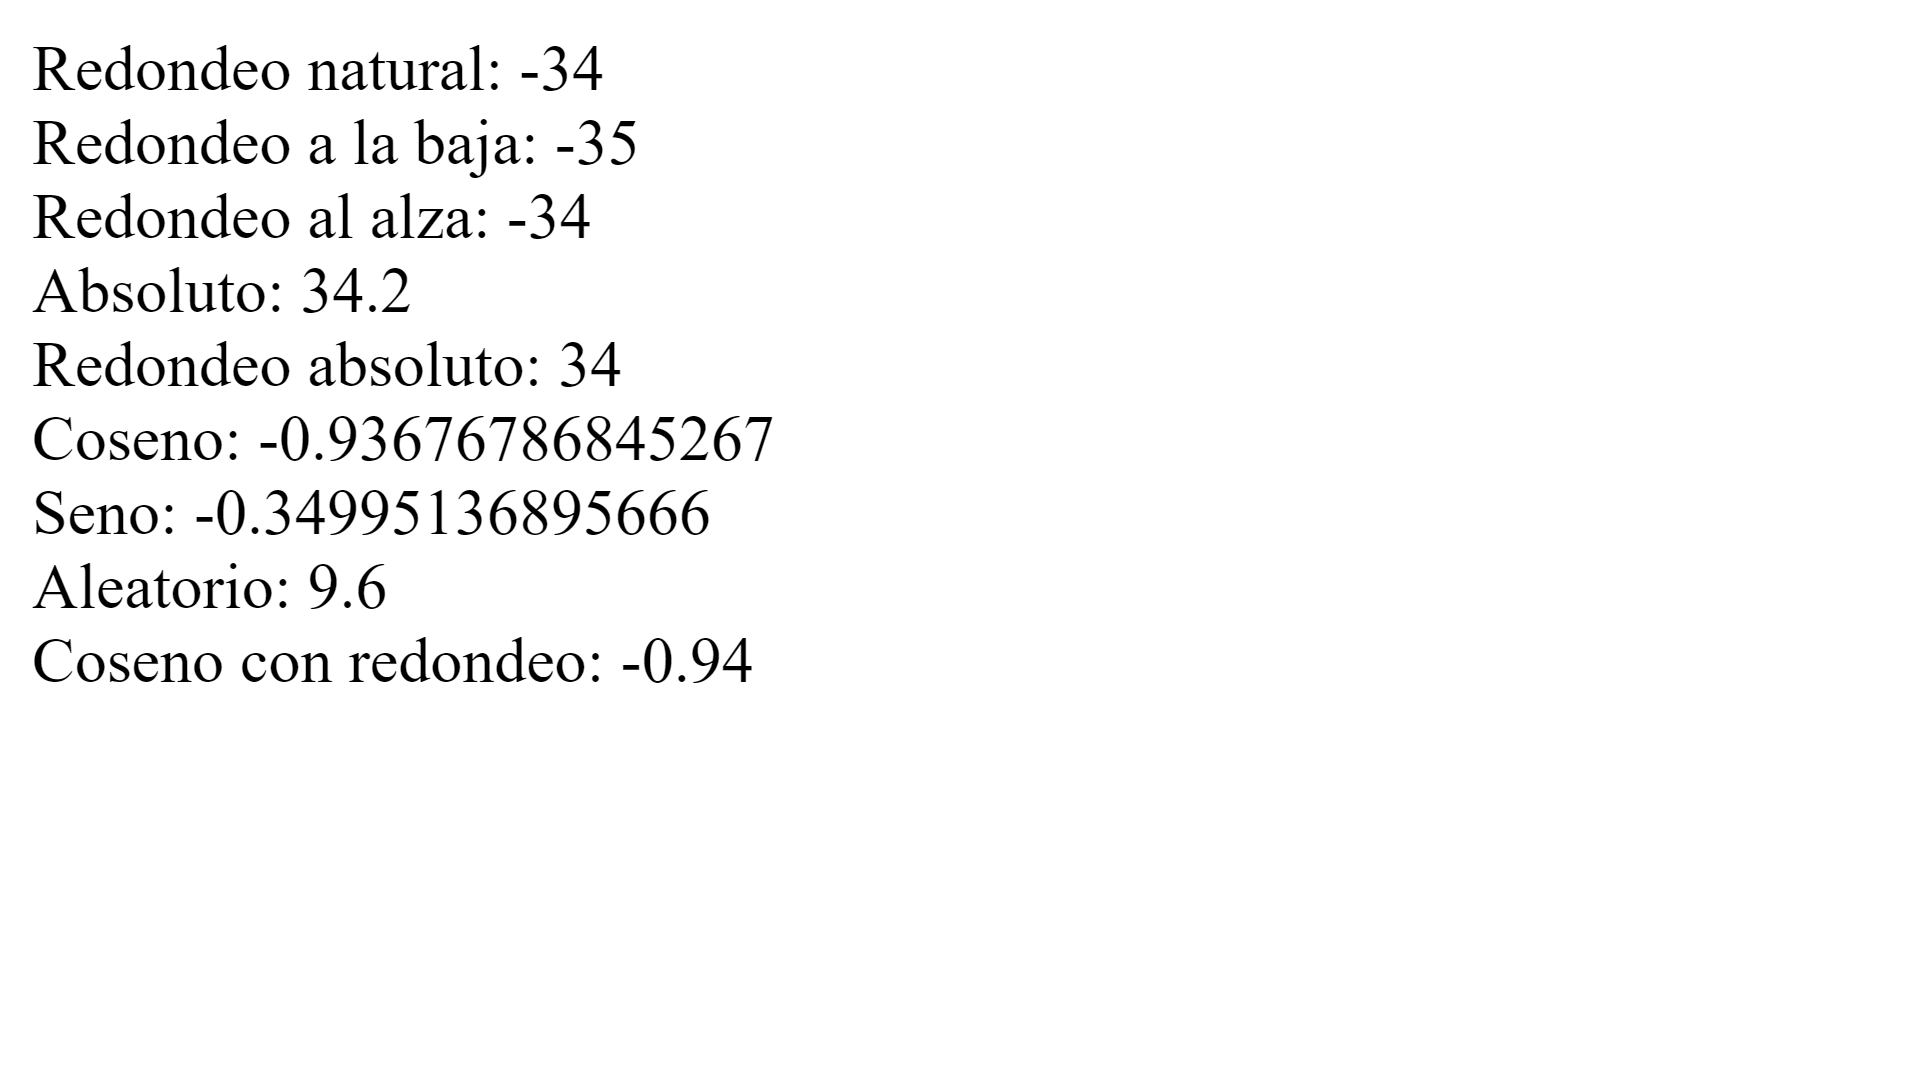 Redondeo natural: -34
Redondeo a la baja: -35
Redondeo al alza: -34
Absoluto: 34.2
Redondeo absoluto: 34
Coseno: -0.93676786845267
Seno: -0.34995136895666
Aleatorio: 9.6
Coseno con redondeo: -0.94